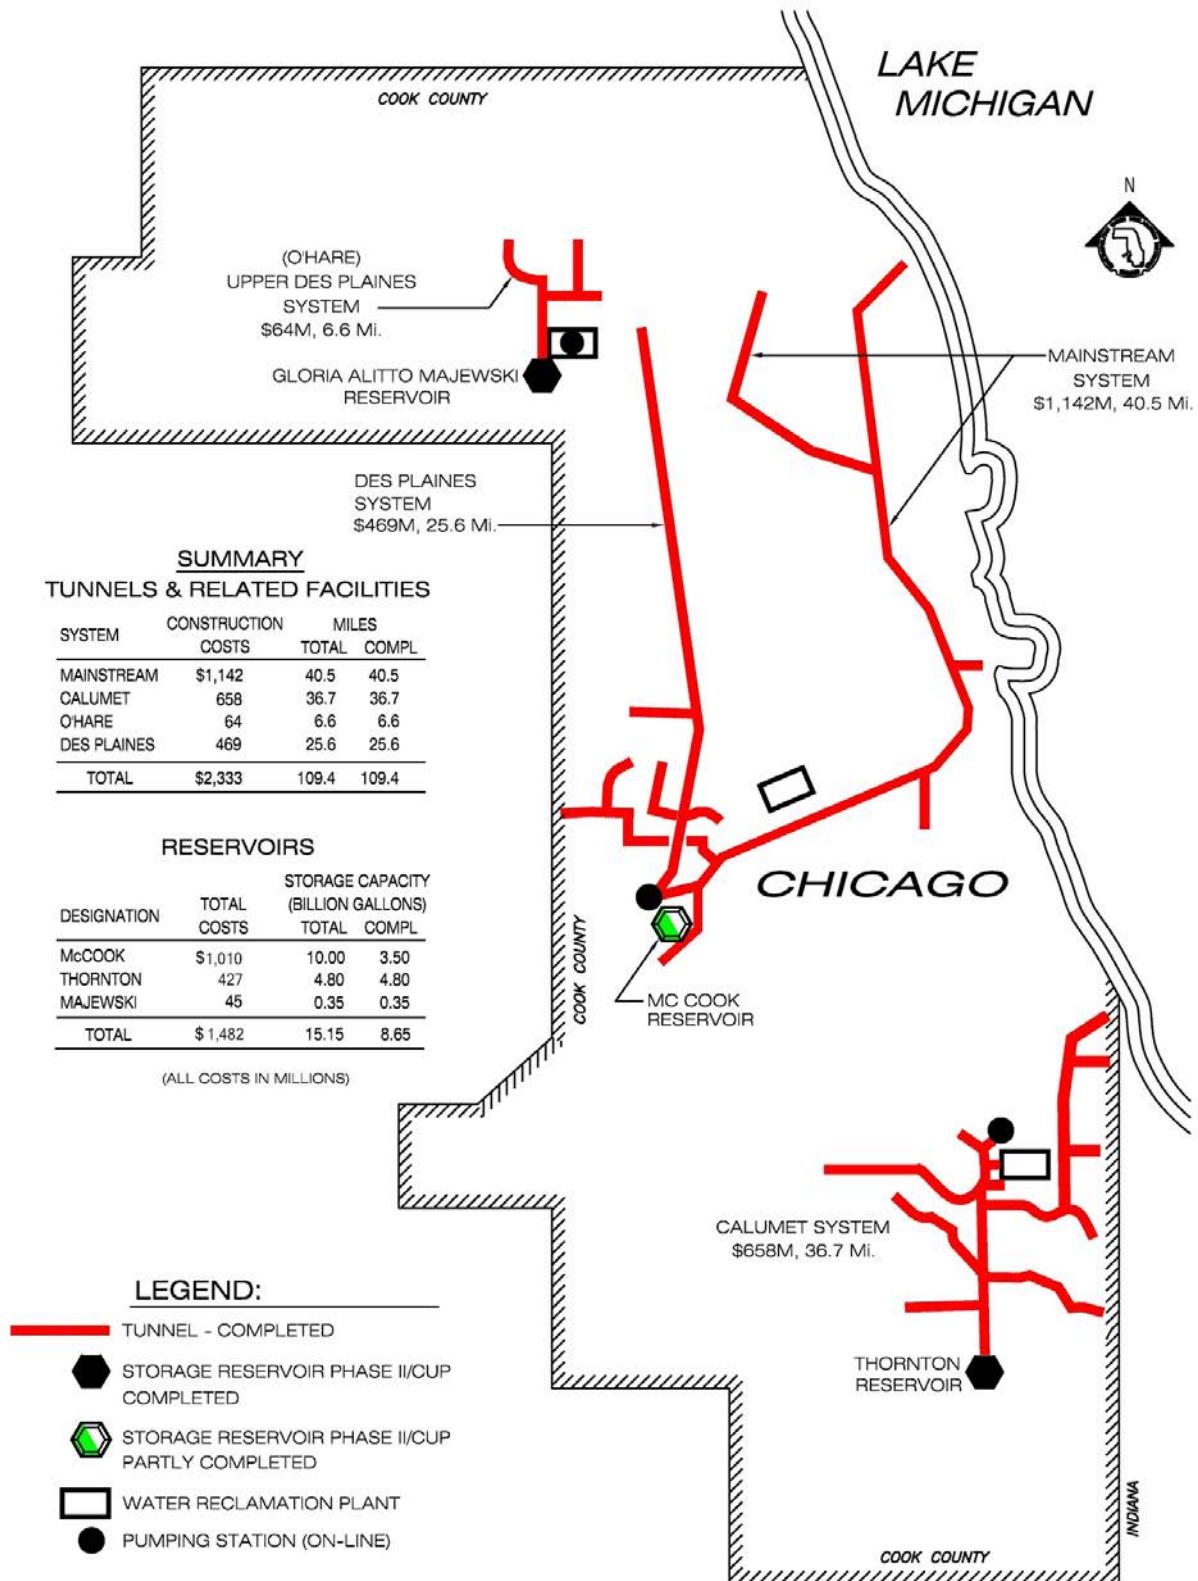 LAKE
MICHIGAN
COOK COUNTY
N
(O'HARE)
UPPER DES PLAINES
SYSTEM
$64M, 6.6 Mi.
GLORIA ALITTO MAJEWSKI
RESERVOIR
MAINSTREAM
SYSTEM
$1,142M, 40.5 Mi.
DES PLAINES
SYSTEM
$469M, 25.6 Mi.
SUMMARY
TUNNELS & RELATED FACILITIES
SYSTEM CONSTRUCTION COSTS MILES
TOTAL COMPL
MAINSTREAM $1,142 40.5 40.5
CALUMET 658 36.7 36.7
O'HARE 64 6.6 6.6
DES PLAINES 469 25.6 25.6
TOTAL $2,333 109.4 109.4
RESERVOIRS
DESIGNATION TOTAL COSTS STORAGE CAPACITY
(BILLION GALLONS)
TOTAL COMPL
McCOOK $1,010 10.00 3.50
THORNTON 427 4.80 4.80
MAJEWSKI 45 0.35 0.35
TOTAL $1,482 15.15 8.65
(ALL COSTS IN MILLIONS)
CHICAGO
COOK COUNTY
MC COOK
RESERVOIR
CALUMET SYSTEM
$658M, 36.7 Mi.
THORNTON
RESERVOIR
LEGEND:
TUNNEL - COMPLETED
STORAGE RESERVOIR PHASE II/CUP
COMPLETED
STORAGE RESERVOIR PHASE II/CUP
PARTLY COMPLETED
WATER RECLAMATION PLANT
PUMPING STATION (ON-LINE)
INDIANA
COOK COUNTY